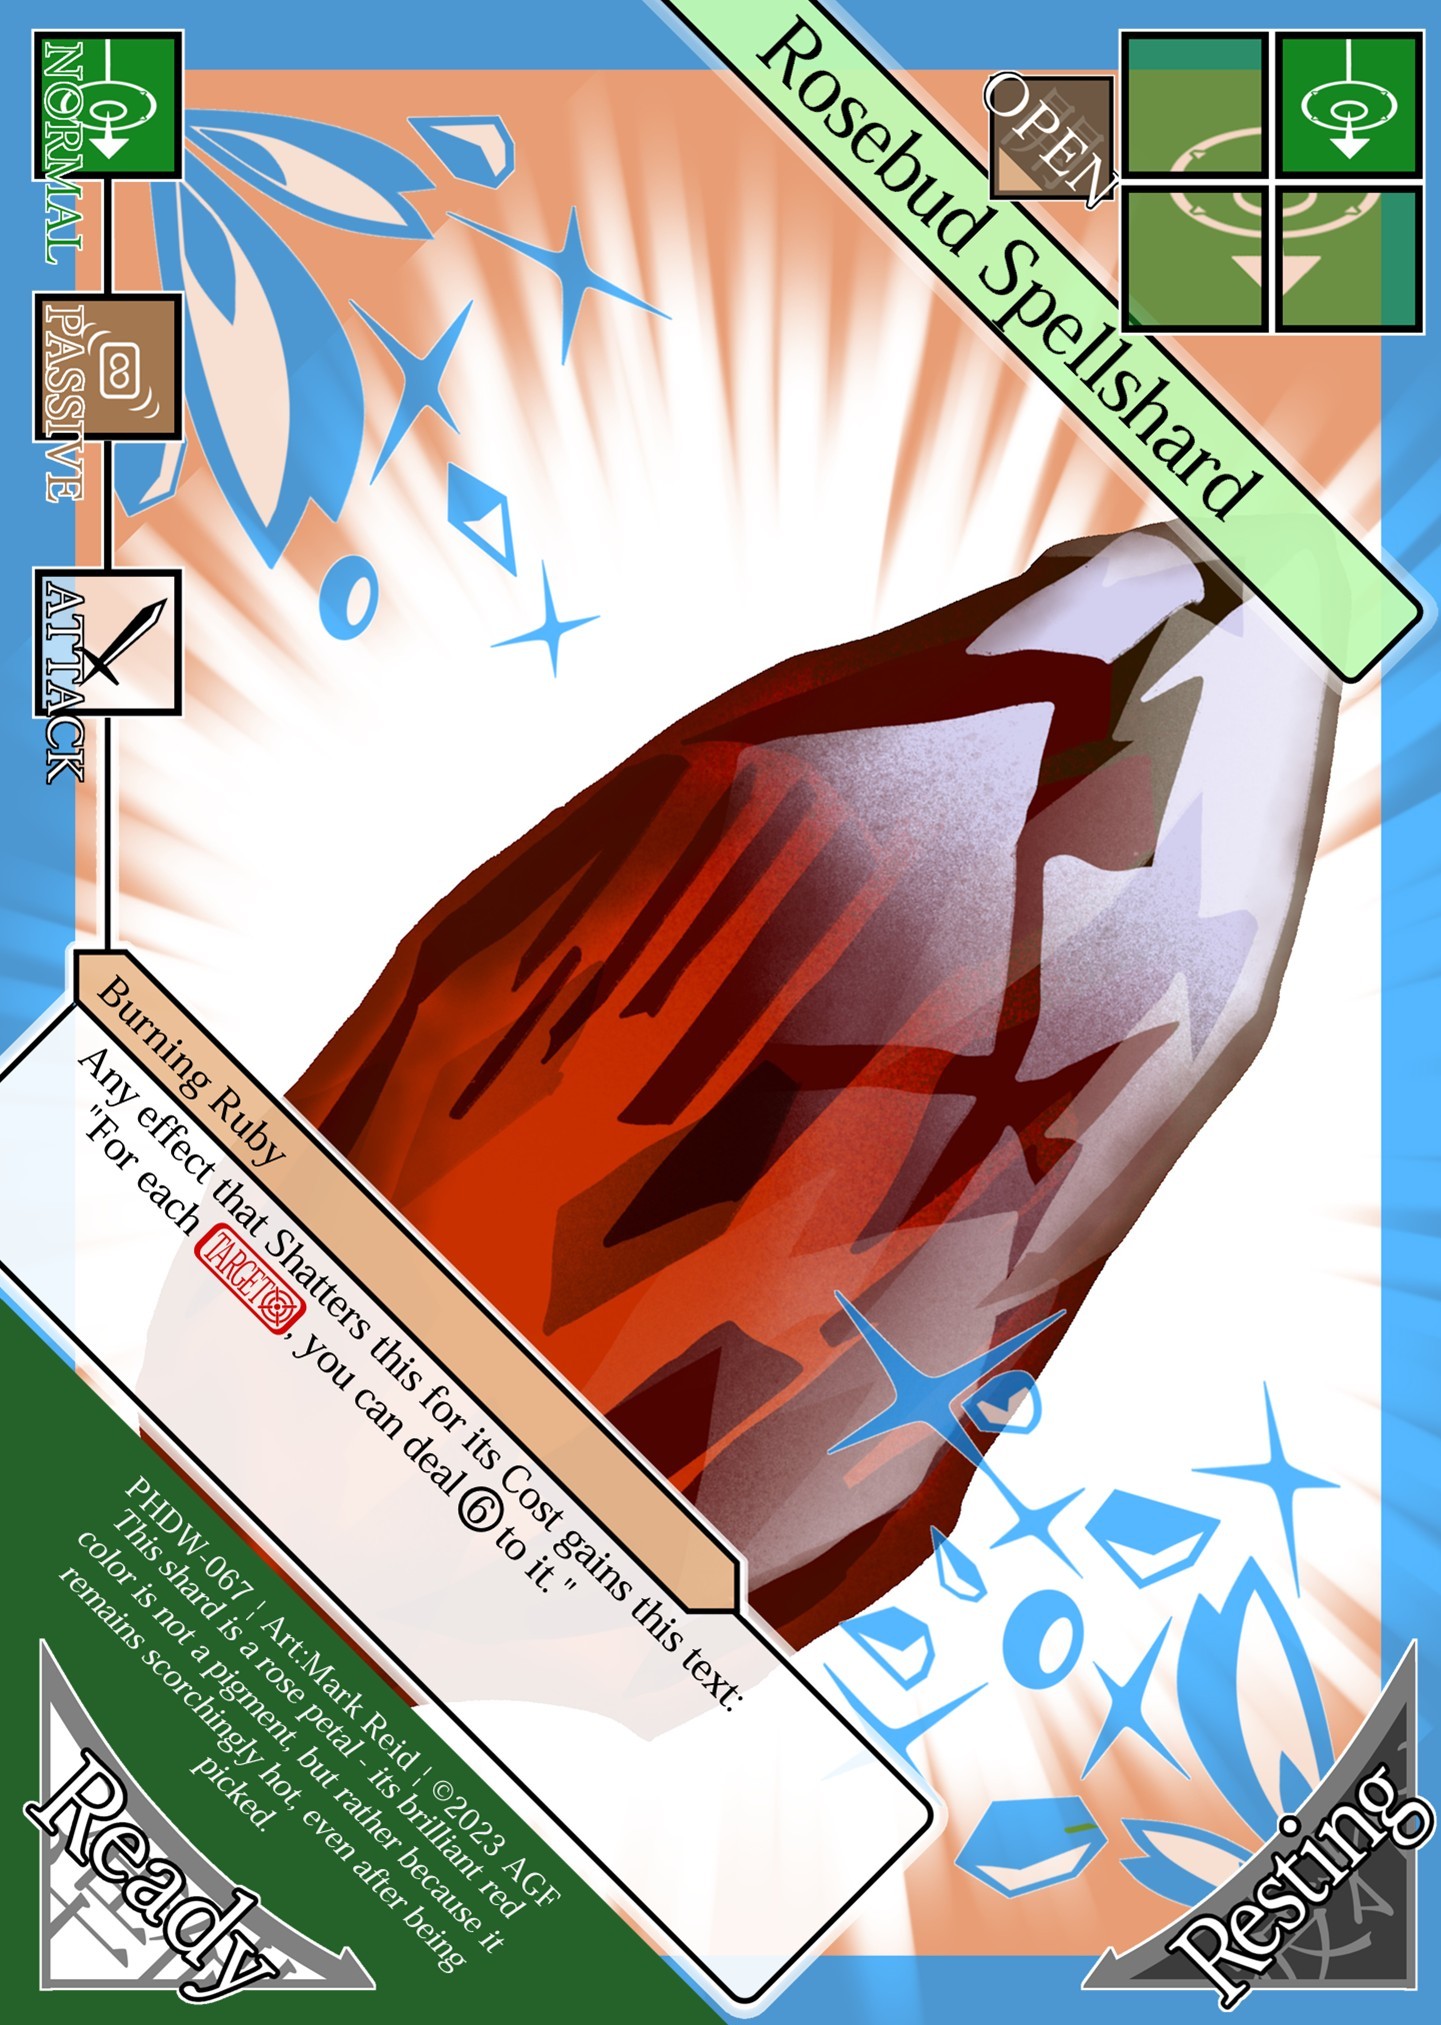 Rosebud Spellshard
OPEN
NORMAL
PASSIVE
ATTACK
Burning Ruby
Any effect that Shatters this for its Cost gains this text:
"For each TARGET, you can deal ⑥ to it."
PHDW-067 ¦ Art:Mark Reid ¦ ©2023 AGF
This shard is a rose petal - its brilliant red
color is not a pigment, but rather because it
remains scorchingly hot, even after being
picked.
Ready
Resting